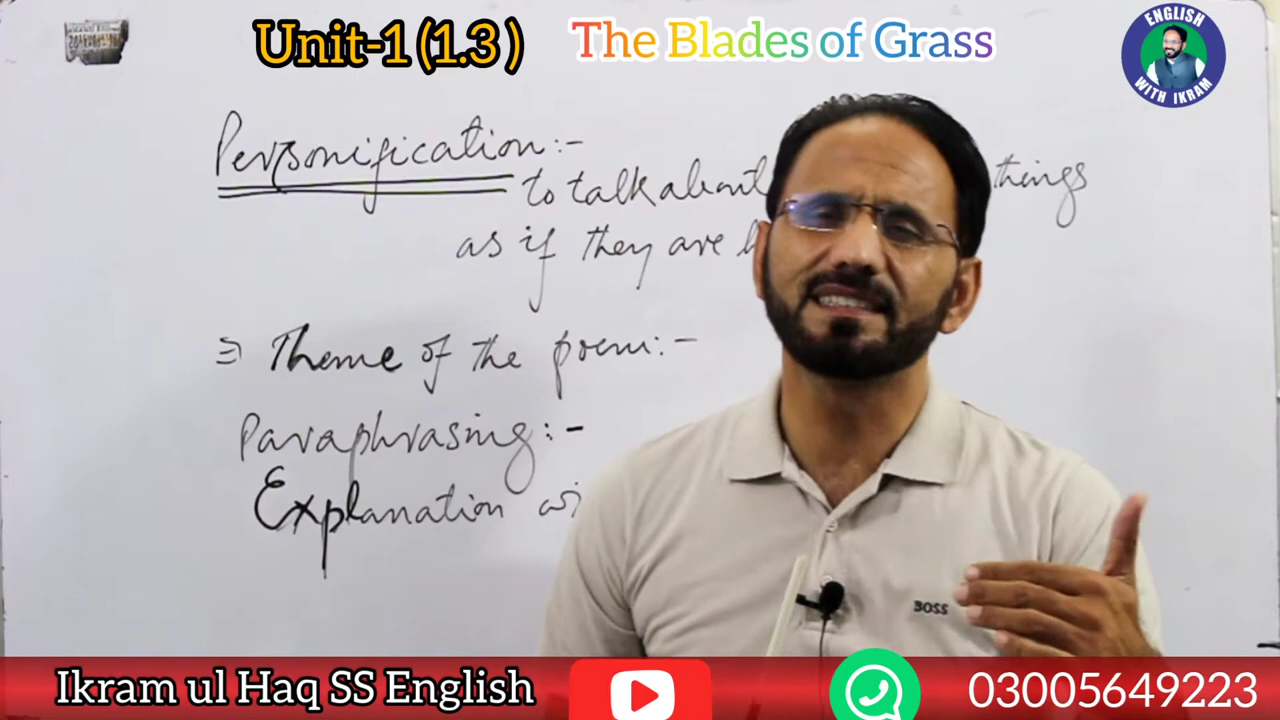 Unit-1 (1.3) The Blades of Grass
ENGLISH
WITH IKRAM
Personification:-
to talk about things
as if they are
⇒ Theme of the poem:-
Paraphrasing:-
Explanation
BOSS
Ikram ul Haq SS English 03005649223